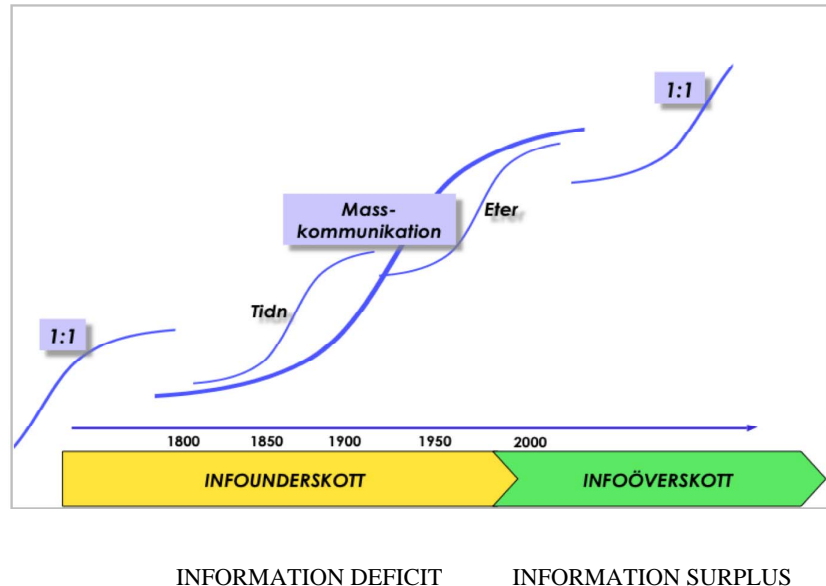 1:1
Mass-
kommunikation
Eter
Tidn
1:1
1800 1850 1900 1950 2000
INFOUNDERSKOTT INFOÖVERSKOTT
INFORMATION DEFICIT INFORMATION SURPLUS